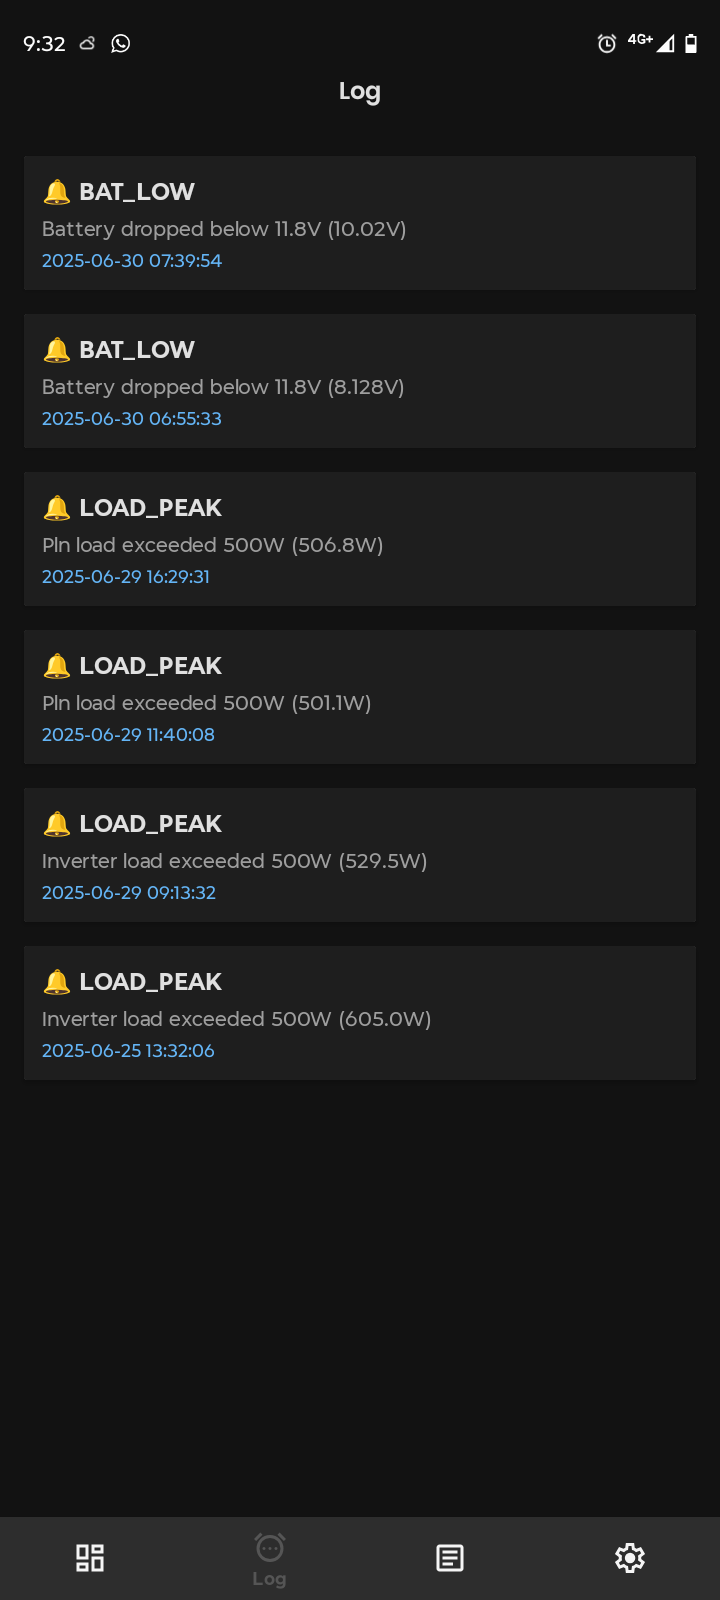 9:32
4G+
Log
🔔 BAT_LOW
Battery dropped below 11.8V (10.02V)
2025-06-30 07:39:54
🔔 BAT_LOW
Battery dropped below 11.8V (8.128V)
2025-06-30 06:55:33
🔔 LOAD_PEAK
Pln load exceeded 500W (506.8W)
2025-06-29 16:29:31
🔔 LOAD_PEAK
Pln load exceeded 500W (501.1W)
2025-06-29 11:40:08
🔔 LOAD_PEAK
Inverter load exceeded 500W (529.5W)
2025-06-29 09:13:32
🔔 LOAD_PEAK
Inverter load exceeded 500W (605.0W)
2025-06-25 13:32:06
Log